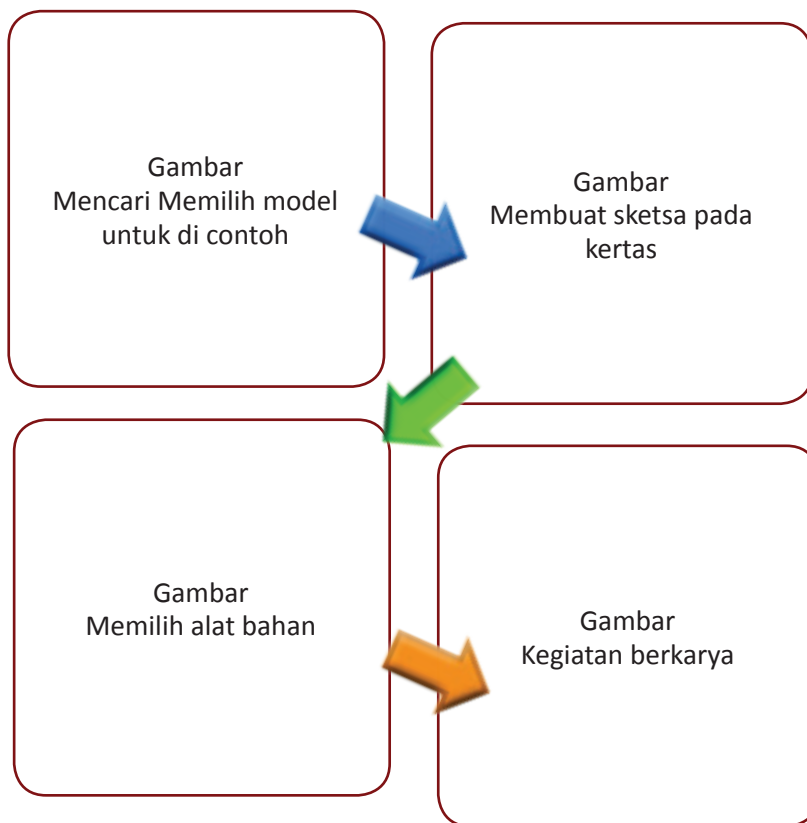 Gambar
Mencari Memilih model
untuk di contoh
Gambar
Membuat sketsa pada
kertas
Gambar
Memilih alat bahan
Gambar
Kegiatan berkarya